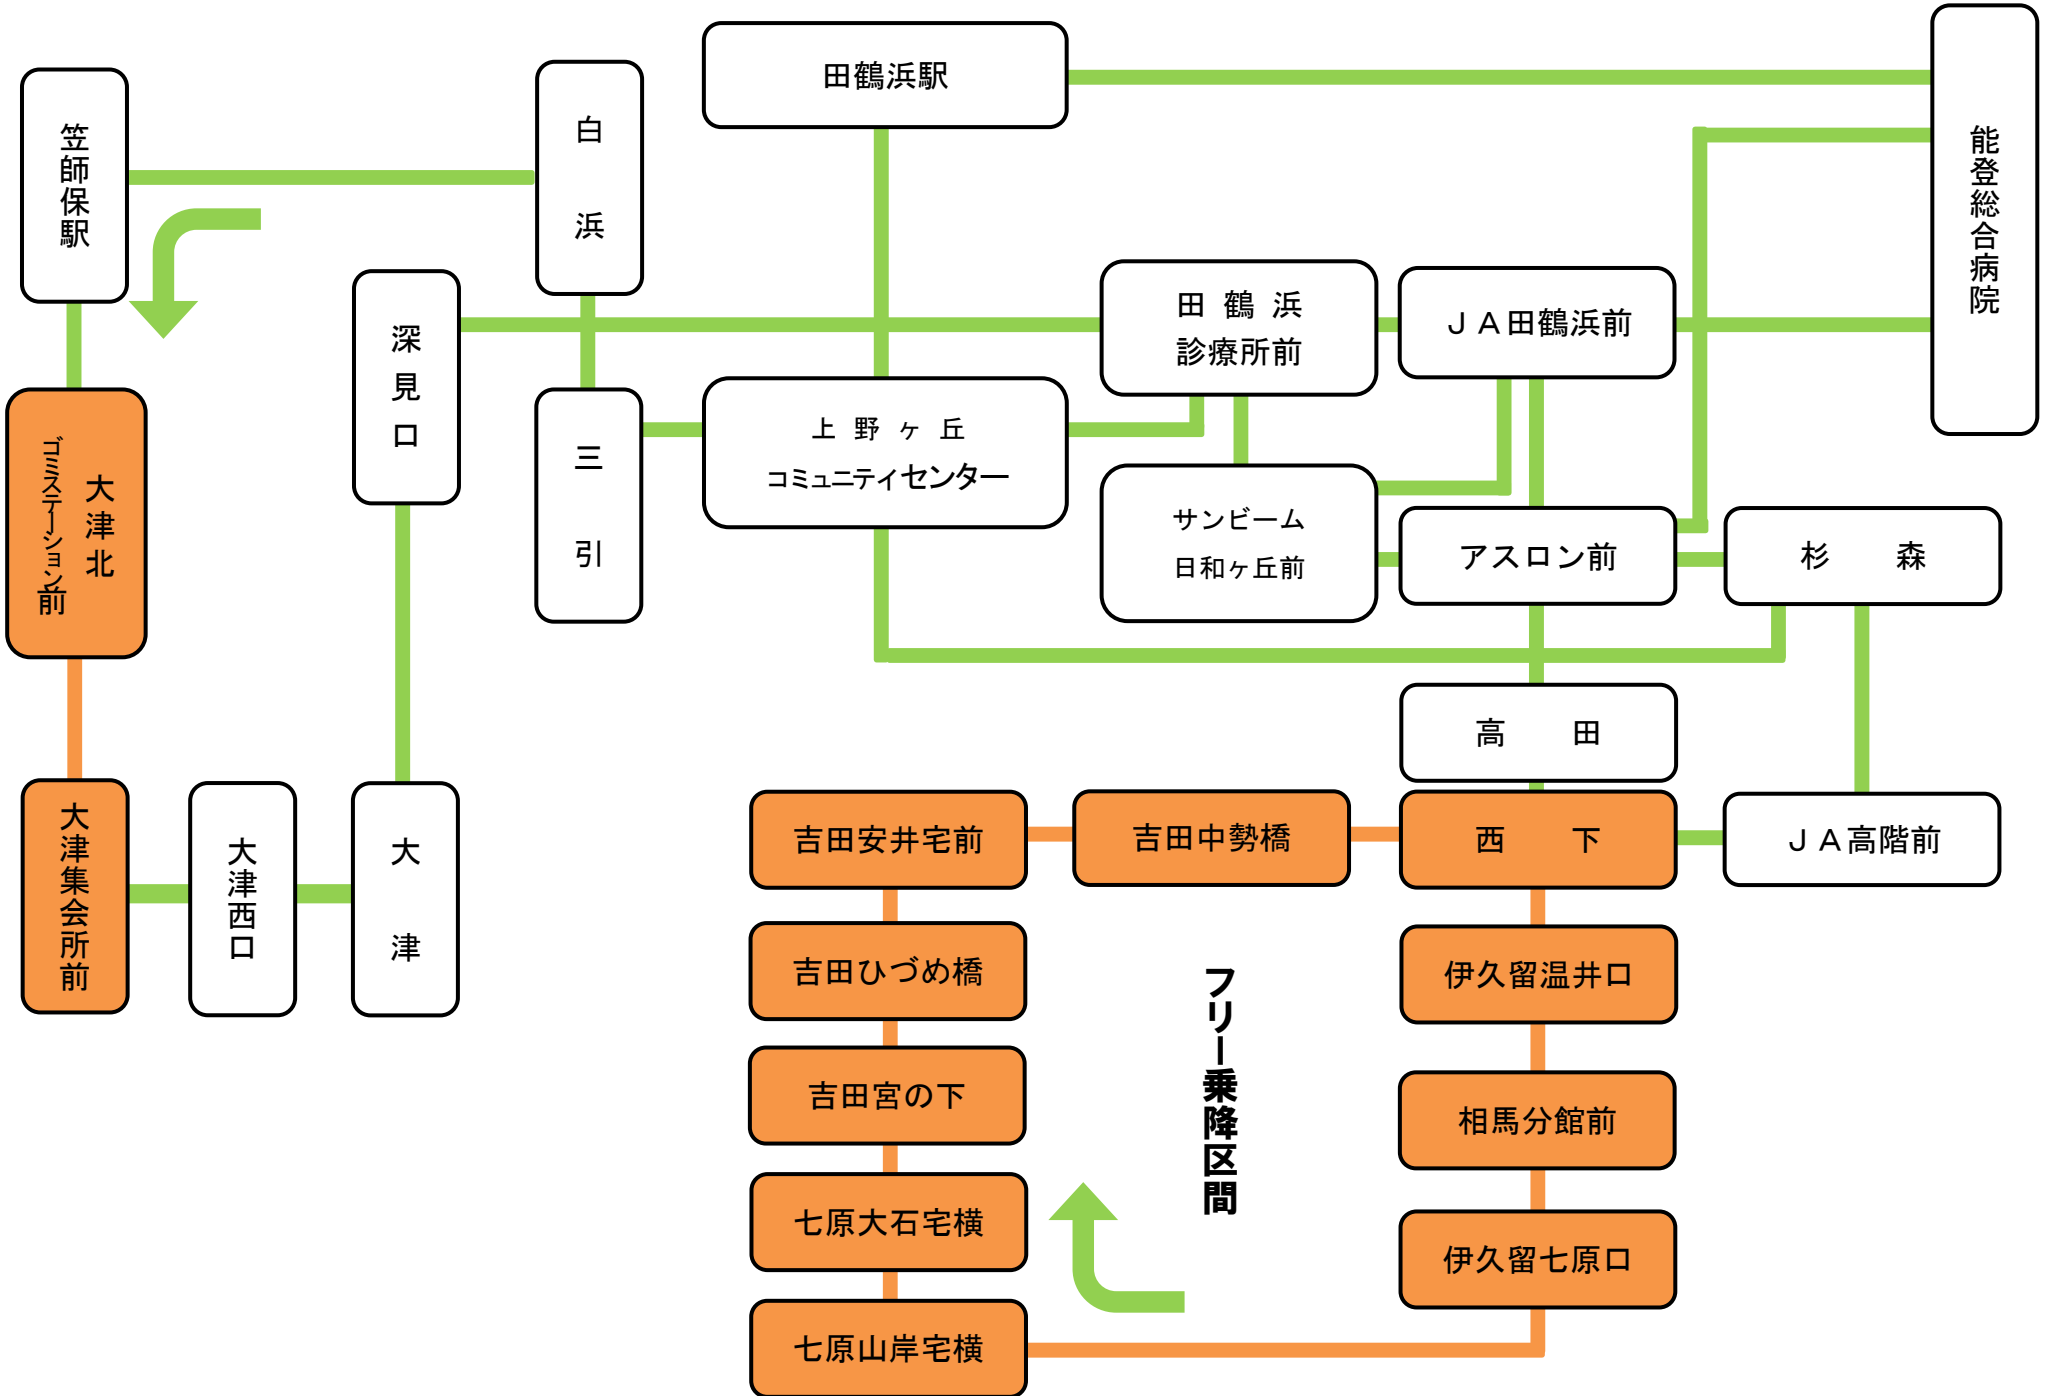 田鶴浜駅
能登総合病院
笠師保駅
白浜
深見口
田鶴浜
診療所前
ＪＡ田鶴浜前
三引
上野ヶ丘
コミュニティセンター
大津北
ゴミステーション前
サンビーム
日和ヶ丘前
アスロン前
杉森
高田
大津集会所前
大津西口
大津
吉田安井宅前
吉田中勢橋
西下
ＪＡ高階前
吉田ひづめ橋
フリー乗降区間
伊久留温井口
吉田宮の下
相馬分館前
七原大石宅横
伊久留七原口
七原山岸宅横